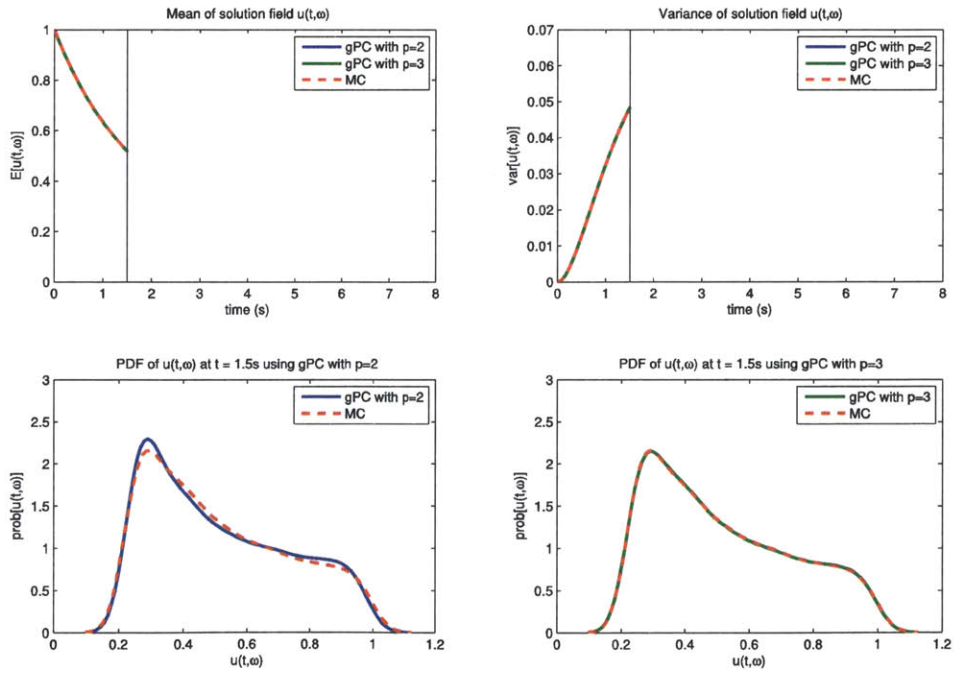 Mean of solution field u(t,ω)
1
0.8
0.6
0.4
0.2
0
E[u(t,ω)]
gPC with p=2
gPC with p=3
MC
0 1 2 3 4 5 6 7 8
time (s)
Variance of solution field u(t,ω)
0.07
0.06
0.05
0.04
0.03
0.02
0.01
0
var[u(t,ω)]
gPC with p=2
gPC with p=3
MC
0 1 2 3 4 5 6 7 8
time (s)
PDF of u(t,ω) at t = 1.5s using gPC with p=2
3
2.5
2
1.5
1
0.5
0
prob[u(t,ω)]
gPC with p=2
MC
0 0.2 0.4 0.6 0.8 1 1.2
u(t,ω)
PDF of u(t,ω) at t = 1.5s using gPC with p=3
3
2.5
2
1.5
1
0.5
0
prob[u(t,ω)]
gPC with p=3
MC
0 0.2 0.4 0.6 0.8 1 1.2
u(t,ω)